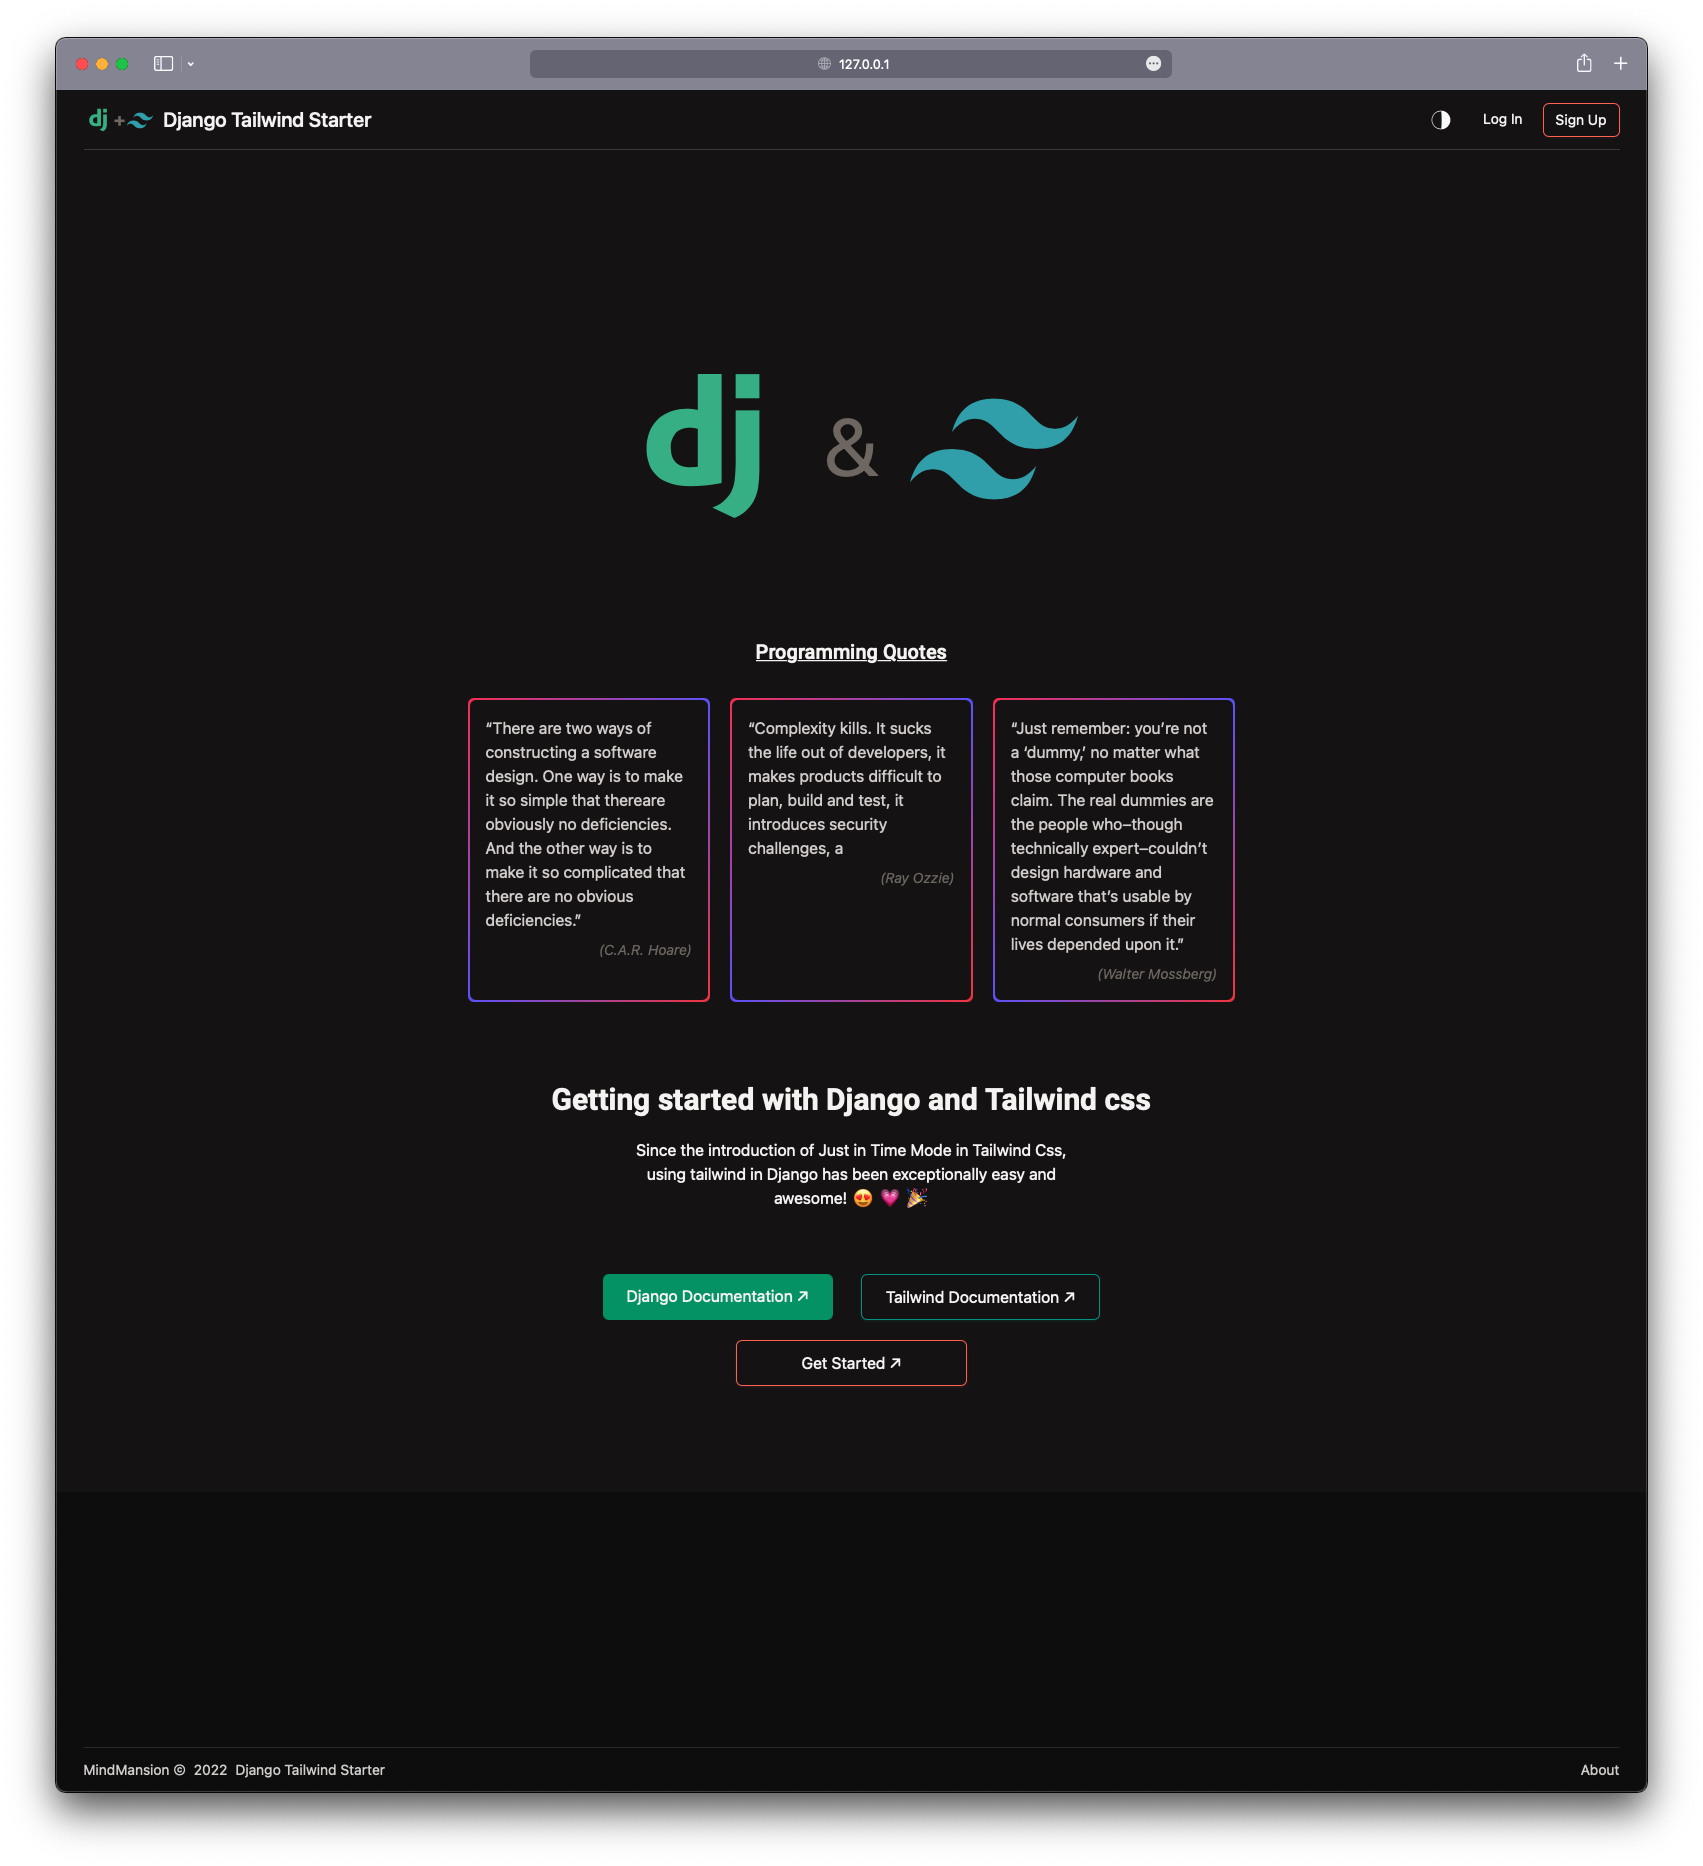 127.0.0.1
dj + Django Tailwind Starter
Log In
Sign Up
dj &
Programming Quotes
“There are two ways of
constructing a software
design. One way is to make
it so simple that thereare
obviously no deficiencies.
And the other way is to
make it so complicated that
there are no obvious
deficiencies.”
(C.A.R. Hoare)
“Complexity kills. It sucks
the life out of developers, it
makes products difficult to
plan, build and test, it
introduces security
challenges, a
(Ray Ozzie)
“Just remember: you’re not
a ‘dummy,’ no matter what
those computer books
claim. The real dummies are
the people who–though
technically expert–couldn’t
design hardware and
software that’s usable by
normal consumers if their
lives depended upon it.”
(Walter Mossberg)
Getting started with Django and Tailwind css
Since the introduction of Just in Time Mode in Tailwind Css,
using tailwind in Django has been exceptionally easy and
awesome! 😍 💗 🎉
Django Documentation ↗
Tailwind Documentation ↗
Get Started ↗
MindMansion © 2022 Django Tailwind Starter
About